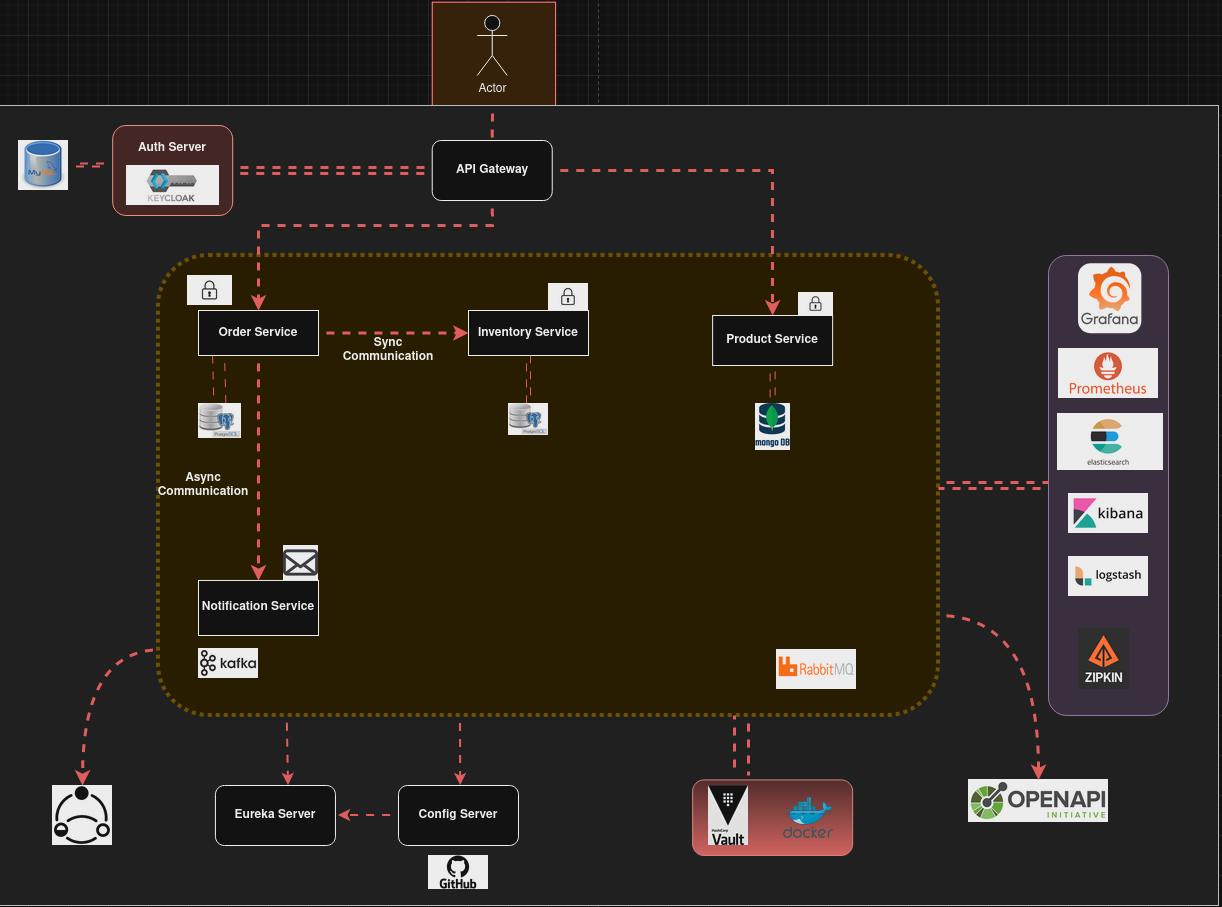 Actor
Auth Server
MySQL
KEYCLOAK
API Gateway
Order Service
Sync
Communication
Inventory Service
Product Service
PostgreSQL
PostgreSQL
mongo DB
Async
Communication
Notification Service
kafka
RabbitMQ
Grafana
Prometheus
elasticsearch
kibana
logstash
ZIPKIN
Eureka Server
Config Server
GitHub
HashiCorp
Vault
docker
OPENAPI
INITIATIVE